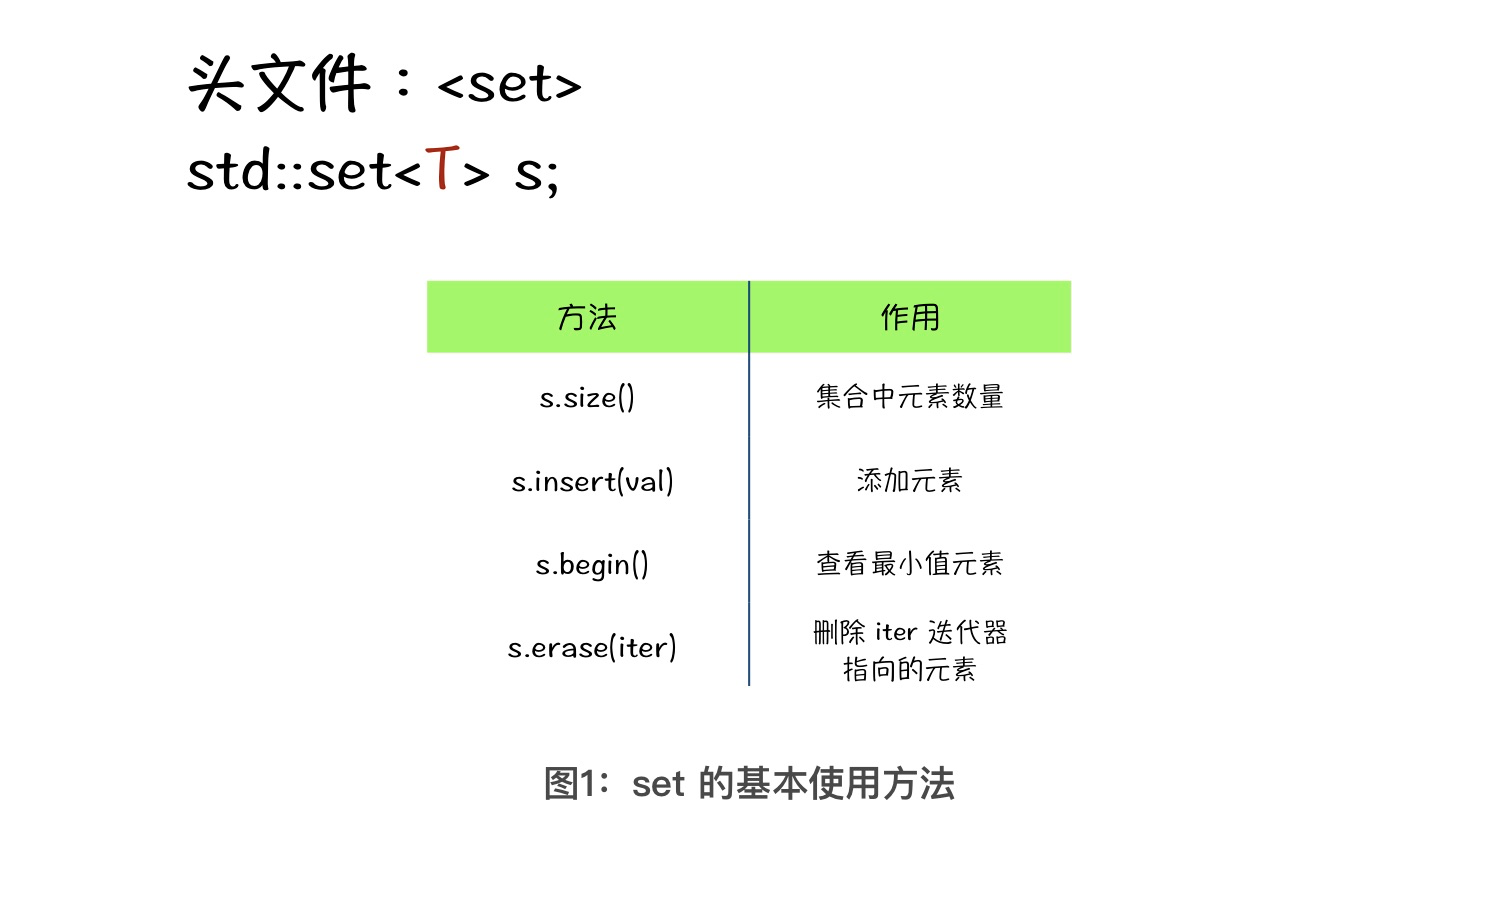 头文件：<set>
std::set<T> s;
方法 作用
s.size() 集合中元素数量
s.insert(val) 添加元素
s.begin() 查看最小值元素
s.erase(iter) 删除 iter 迭代器
指向的元素
图1：set 的基本使用方法